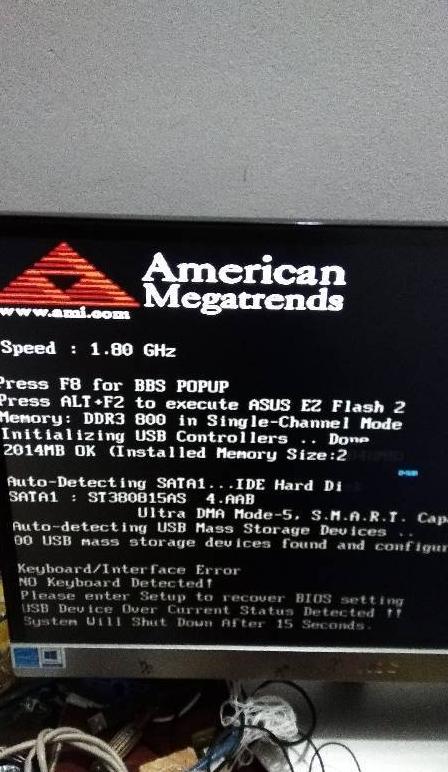 American
Megatrends
www.ami.com
Speed : 1.80 GHz
Press F8 for BBS POPUP
Press ALT+F2 to execute ASUS EZ Flash 2
Memory: DDR3 800 in Single-Channel Mode
Initializing USB Controllers .. Done
2014MB OK (Installed Memory Size:2
Auto-Detecting SATA1...IDE Hard Di
SATA1 : ST380815AS 4.AAB
Ultra DMA Mode-5, S.M.A.R.T. Cap
Auto-detecting USB Mass Storage Devices ..
00 USB mass storage devices found and configur
Keyboard/Interface Error
NO Keyboard Detected!
Please enter Setup to recover BIOS setting
USB Device Over Current Status Detected !!
System Will Shut Down After 15 Seconds.